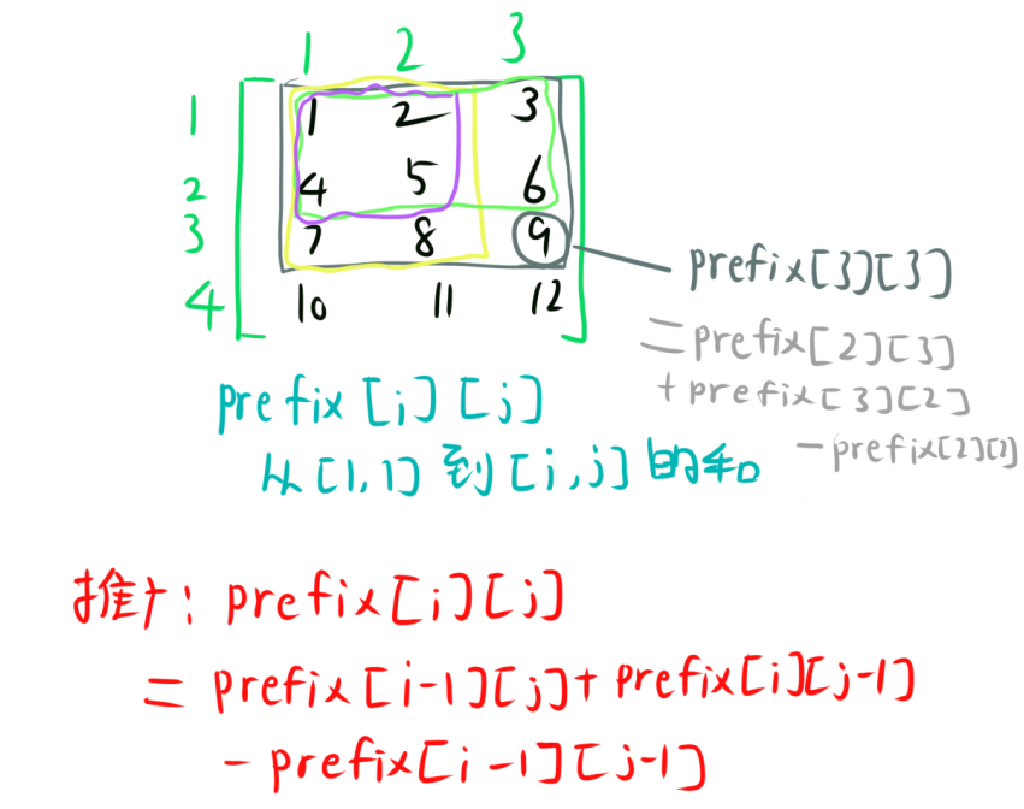 1 2 3
1 1 2 3
2 4 5 6
3 7 8 9
4 10 11 12
prefix[3][3]
=prefix[2][3]
+prefix[3][2]
-prefix[2][2]
prefix[i][j]
从[1,1]到[i,j]的和
推广: prefix[i][j]
= prefix[i-1][j]+prefix[i][j-1]
- prefix[i-1][j-1]